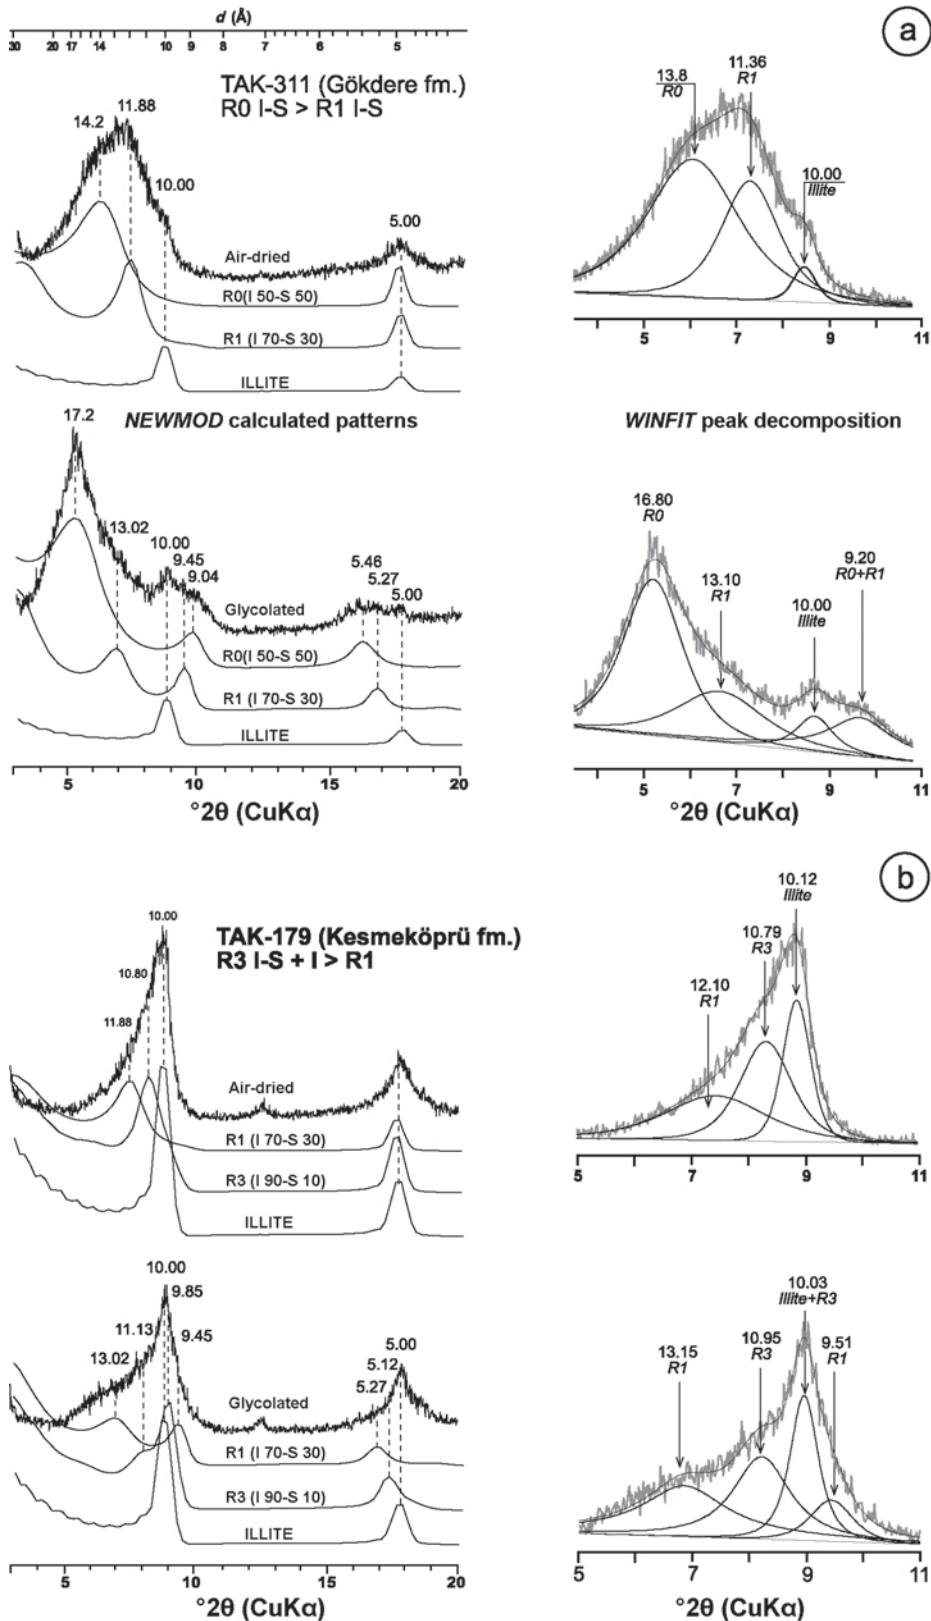 d (Å)
30 20 17 14 10 9 8 7 6 5
a
TAK-311 (Gökdere fm.)
R0 I-S > R1 I-S
14.2
11.88
10.00
5.00
Air-dried
R0(I 50-S 50)
R1 (I 70-S 30)
ILLITE
13.8
R0
11.36
R1
10.00
Illite
5 7 9 11
NEWMOD calculated patterns
WINFIT peak decomposition
17.2
13.02
10.00
9.45
9.04
5.46
5.27
5.00
Glycolated
R0(I 50-S 50)
R1 (I 70-S 30)
ILLITE
3 5 10 15 20
°2θ (CuKα)
16.80
R0
13.10
R1
10.00
Illite
9.20
R0+R1
5 7 9 11
°2θ (CuKα)
b
TAK-179 (Kesmeköprü fm.)
R3 I-S + I > R1
10.00
10.80
11.88
Air-dried
R1 (I 70-S 30)
R3 (I 90-S 10)
ILLITE
10.12
Illite
10.79
R3
12.10
R1
5 7 9 11
10.00
9.85
11.13
9.45
13.02
5.00
5.12
5.27
Glycolated
R1 (I 70-S 30)
R3 (I 90-S 10)
ILLITE
5 10 15 20
°2θ (CuKα)
10.03
Illite+R3
10.95
R3
9.51
R1
13.15
R1
5 7 9 11
°2θ (CuKα)